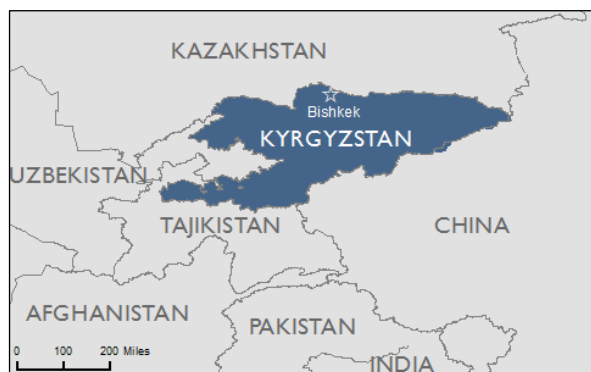 KAZAKHSTAN
Bishkek
KYRGYZSTAN
UZBEKISTAN
TAJIKISTAN
CHINA
AFGHANISTAN
PAKISTAN
INDIA
0 100 200 Miles